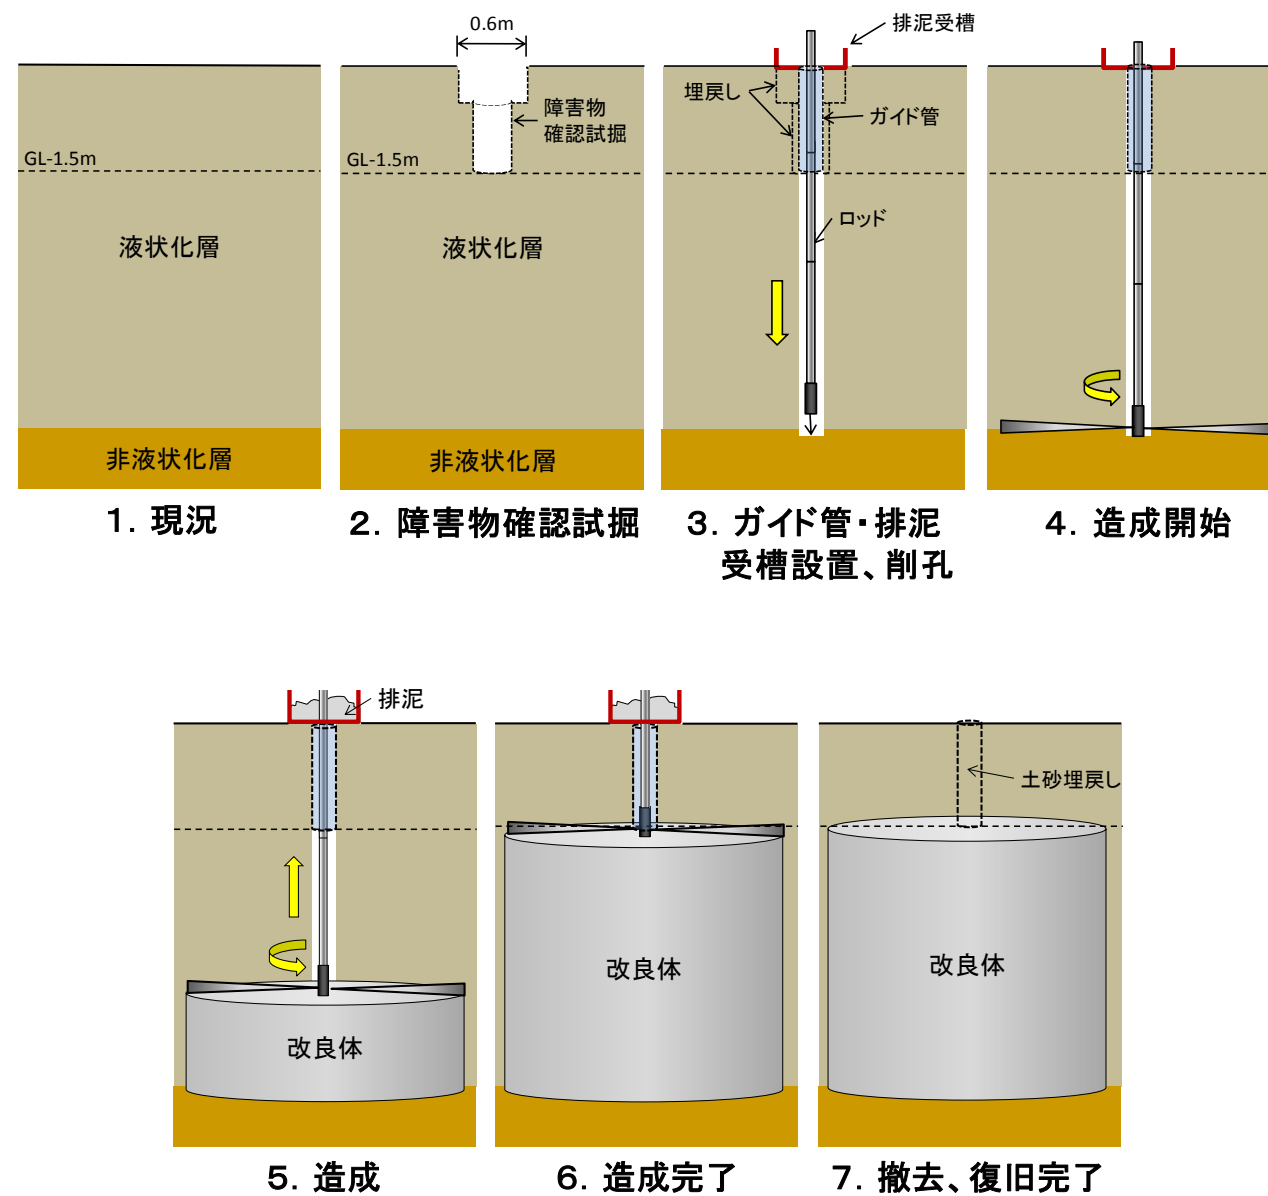 GL-1.5m
液状化層
非液状化層
1．現況
0.6m
障害物
確認試掘
GL-1.5m
液状化層
非液状化層
2．障害物確認試掘
排泥受槽
埋戻し
ガイド管
ロッド
3．ガイド管・排泥
受槽設置、削孔
4．造成開始
排泥
改良体
5．造成
改良体
6．造成完了
土砂埋戻し
改良体
7．撤去、復旧完了